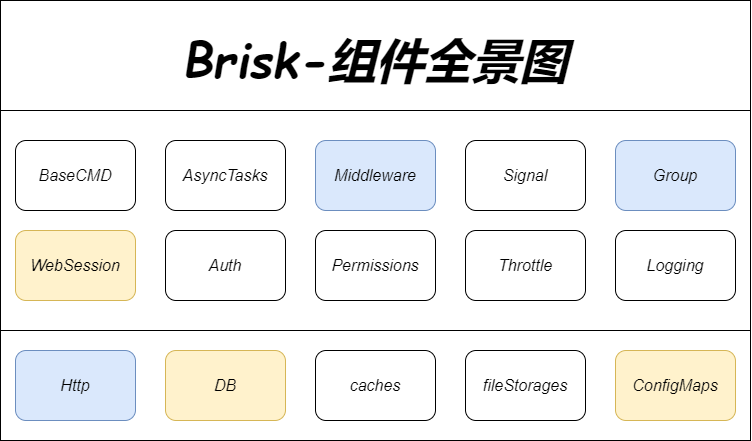 Brisk-组件全景图
BaseCMD AsyncTasks Middleware Signal Group
WebSession Auth Permissions Throttle Logging
Http DB caches fileStorages ConfigMaps